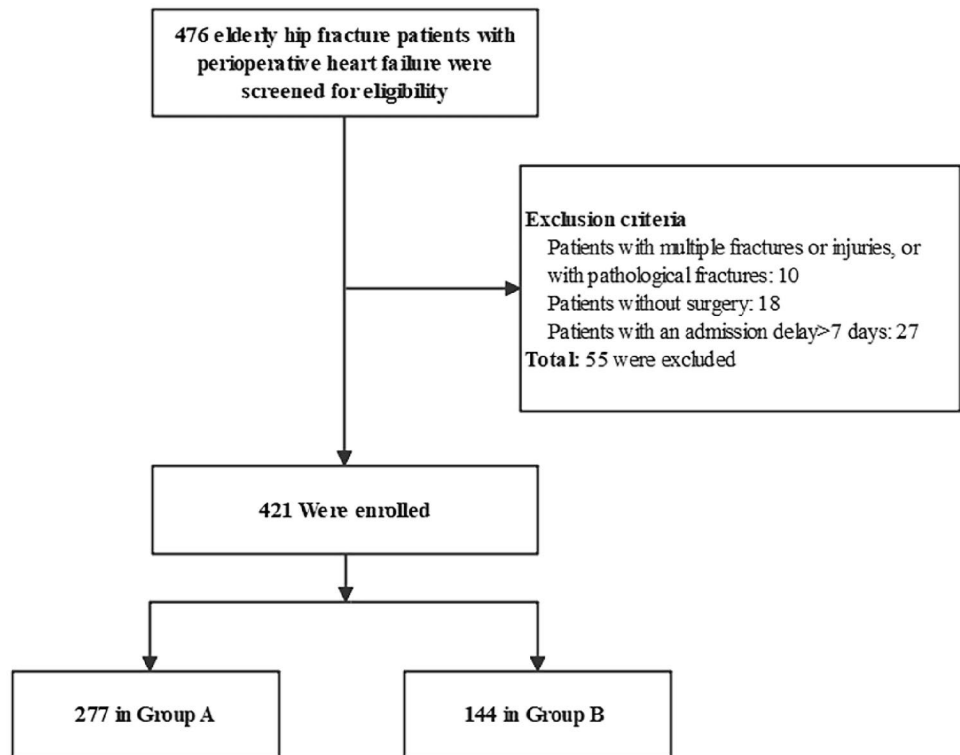 476 elderly hip fracture patients with
perioperative heart failure were
screened for eligibility
Exclusion criteria
Patients with multiple fractures or injuries, or
with pathological fractures: 10
Patients without surgery: 18
Patients with an admission delay>7 days: 27
Total: 55 were excluded
421 Were enrolled
277 in Group A
144 in Group B